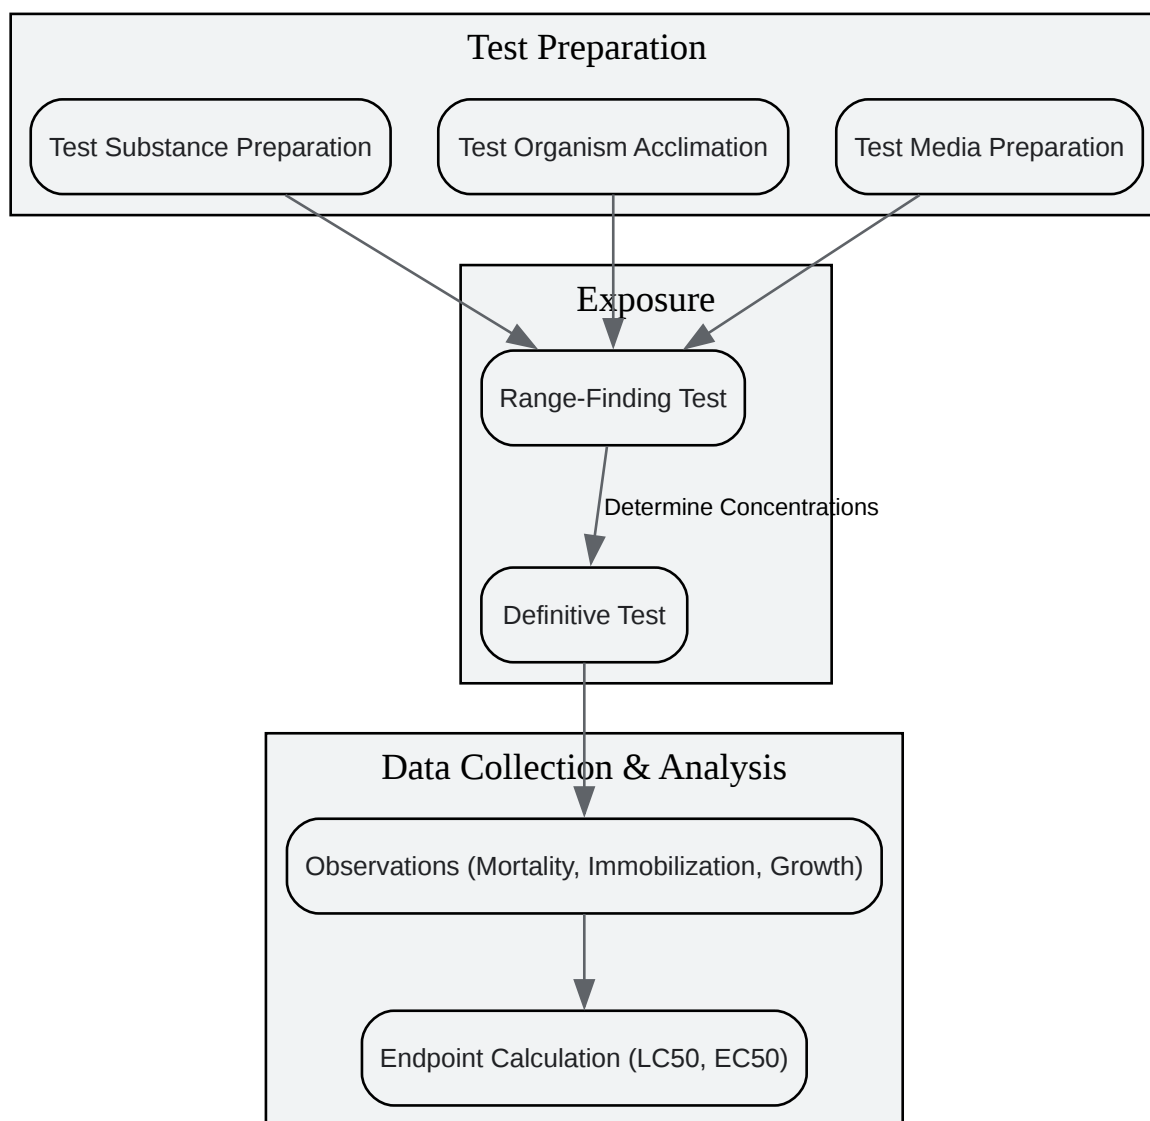 Test Preparation
Test Substance Preparation
Test Organism Acclimation
Test Media Preparation
Exposure
Range-Finding Test
Determine Concentrations
Definitive Test
Data Collection & Analysis
Observations (Mortality, Immobilization, Growth)
Endpoint Calculation (LC50, EC50)